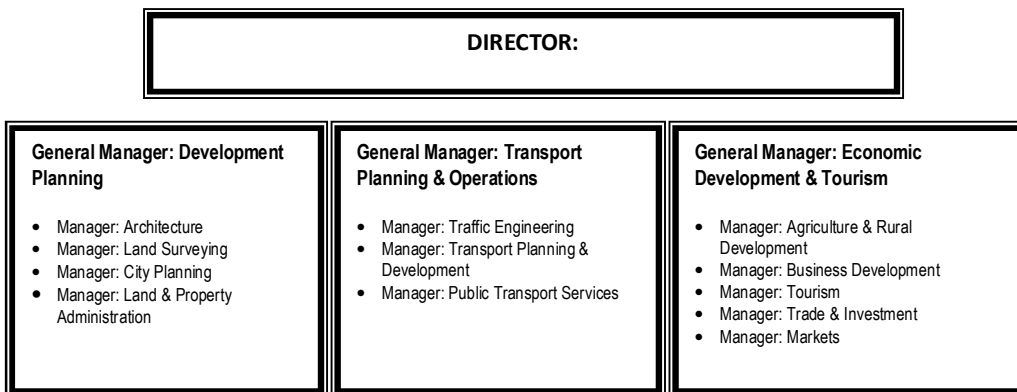 DIRECTOR:
General Manager: Development
Planning
• Manager: Architecture
• Manager: Land Surveying
• Manager: City Planning
• Manager: Land & Property
Administration
General Manager: Transport
Planning & Operations
• Manager: Traffic Engineering
• Manager: Transport Planning &
Development
• Manager: Public Transport Services
General Manager: Economic
Development & Tourism
• Manager: Agriculture & Rural
Development
• Manager: Business Development
• Manager: Tourism
• Manager: Trade & Investment
• Manager: Markets